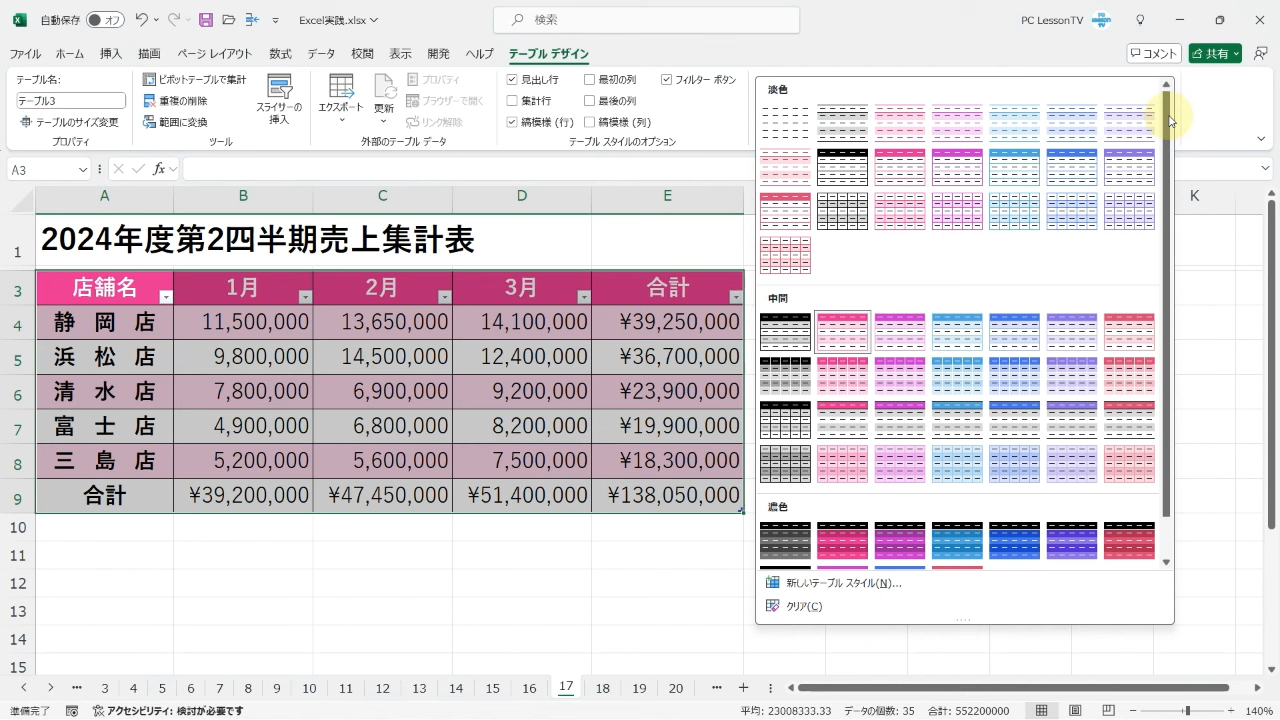 自動保存 オフ Excel実践.xlsx 検索 PC LessonTV
ファイル ホーム 挿入 描画 ページ レイアウト 数式 データ 校閲 表示 開発 ヘルプ テーブル デザイン コメント 共有
テーブル名:
テーブル3
テーブルのサイズ変更
プロパティ
ピボットテーブルで集計
重複の削除
範囲に変換
スライサーの
挿入
ツール
エクスポート
更新
プロパティ
ブラウザーで開く
リンク解除
外部のテーブル データ
見出し行 最初の列 フィルター ボタン
集計行 最後の列
縞模様 (行) 縞模様 (列)
テーブル スタイルのオプション
A3 fx
A B C D E K
1 2024年度第2四半期売上集計表
3 店舗名 1月 2月 3月 合計
4 静 岡 店 11,500,000 13,650,000 14,100,000 ¥39,250,000
5 浜 松 店 9,800,000 14,500,000 12,400,000 ¥36,700,000
6 清 水 店 7,800,000 6,900,000 9,200,000 ¥23,900,000
7 富 士 店 4,900,000 6,800,000 8,200,000 ¥19,900,000
8 三 島 店 5,200,000 5,600,000 7,500,000 ¥18,300,000
9 合計 ¥39,200,000 ¥47,450,000 ¥51,400,000 ¥138,050,000
10
11
12
13
14
15
淡色
中間
濃色
新しいテーブル スタイル(N)...
クリア(C)
... 3 4 5 6 7 8 9 10 11 12 13 14 15 16 17 18 19 20 ...
準備完了 アクセシビリティ: 検討が必要です 平均: 23008333.33 データの個数: 35 合計: 552200000 140%